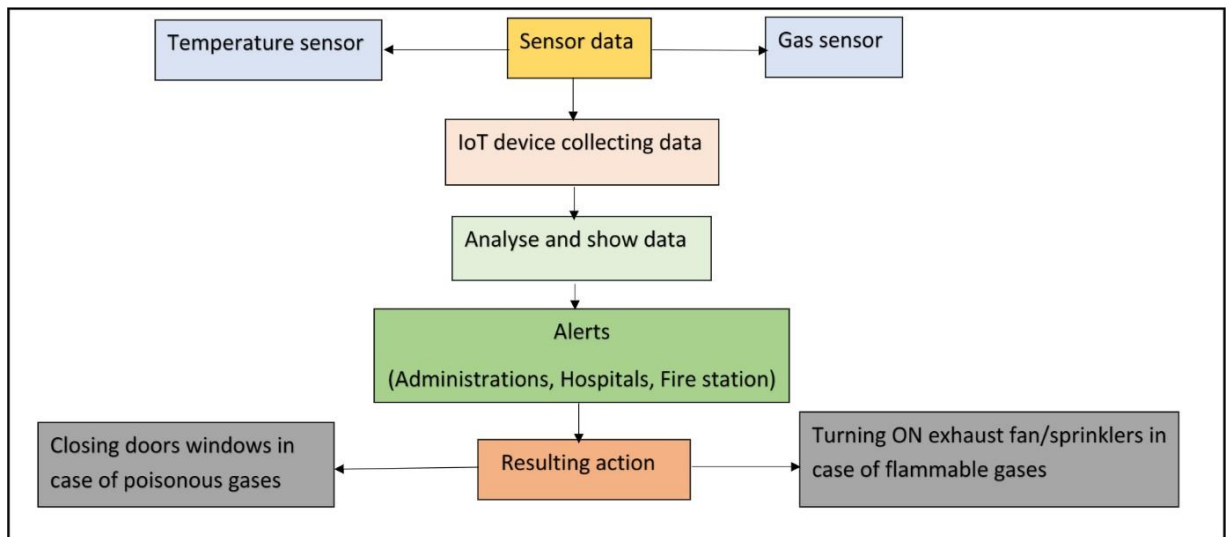 Temperature sensor
Sensor data
Gas sensor
IoT device collecting data
Analyse and show data
Alerts
(Administrations, Hospitals, Fire station)
Closing doors windows in
case of poisonous gases
Resulting action
Turning ON exhaust fan/sprinklers in
case of flammable gases